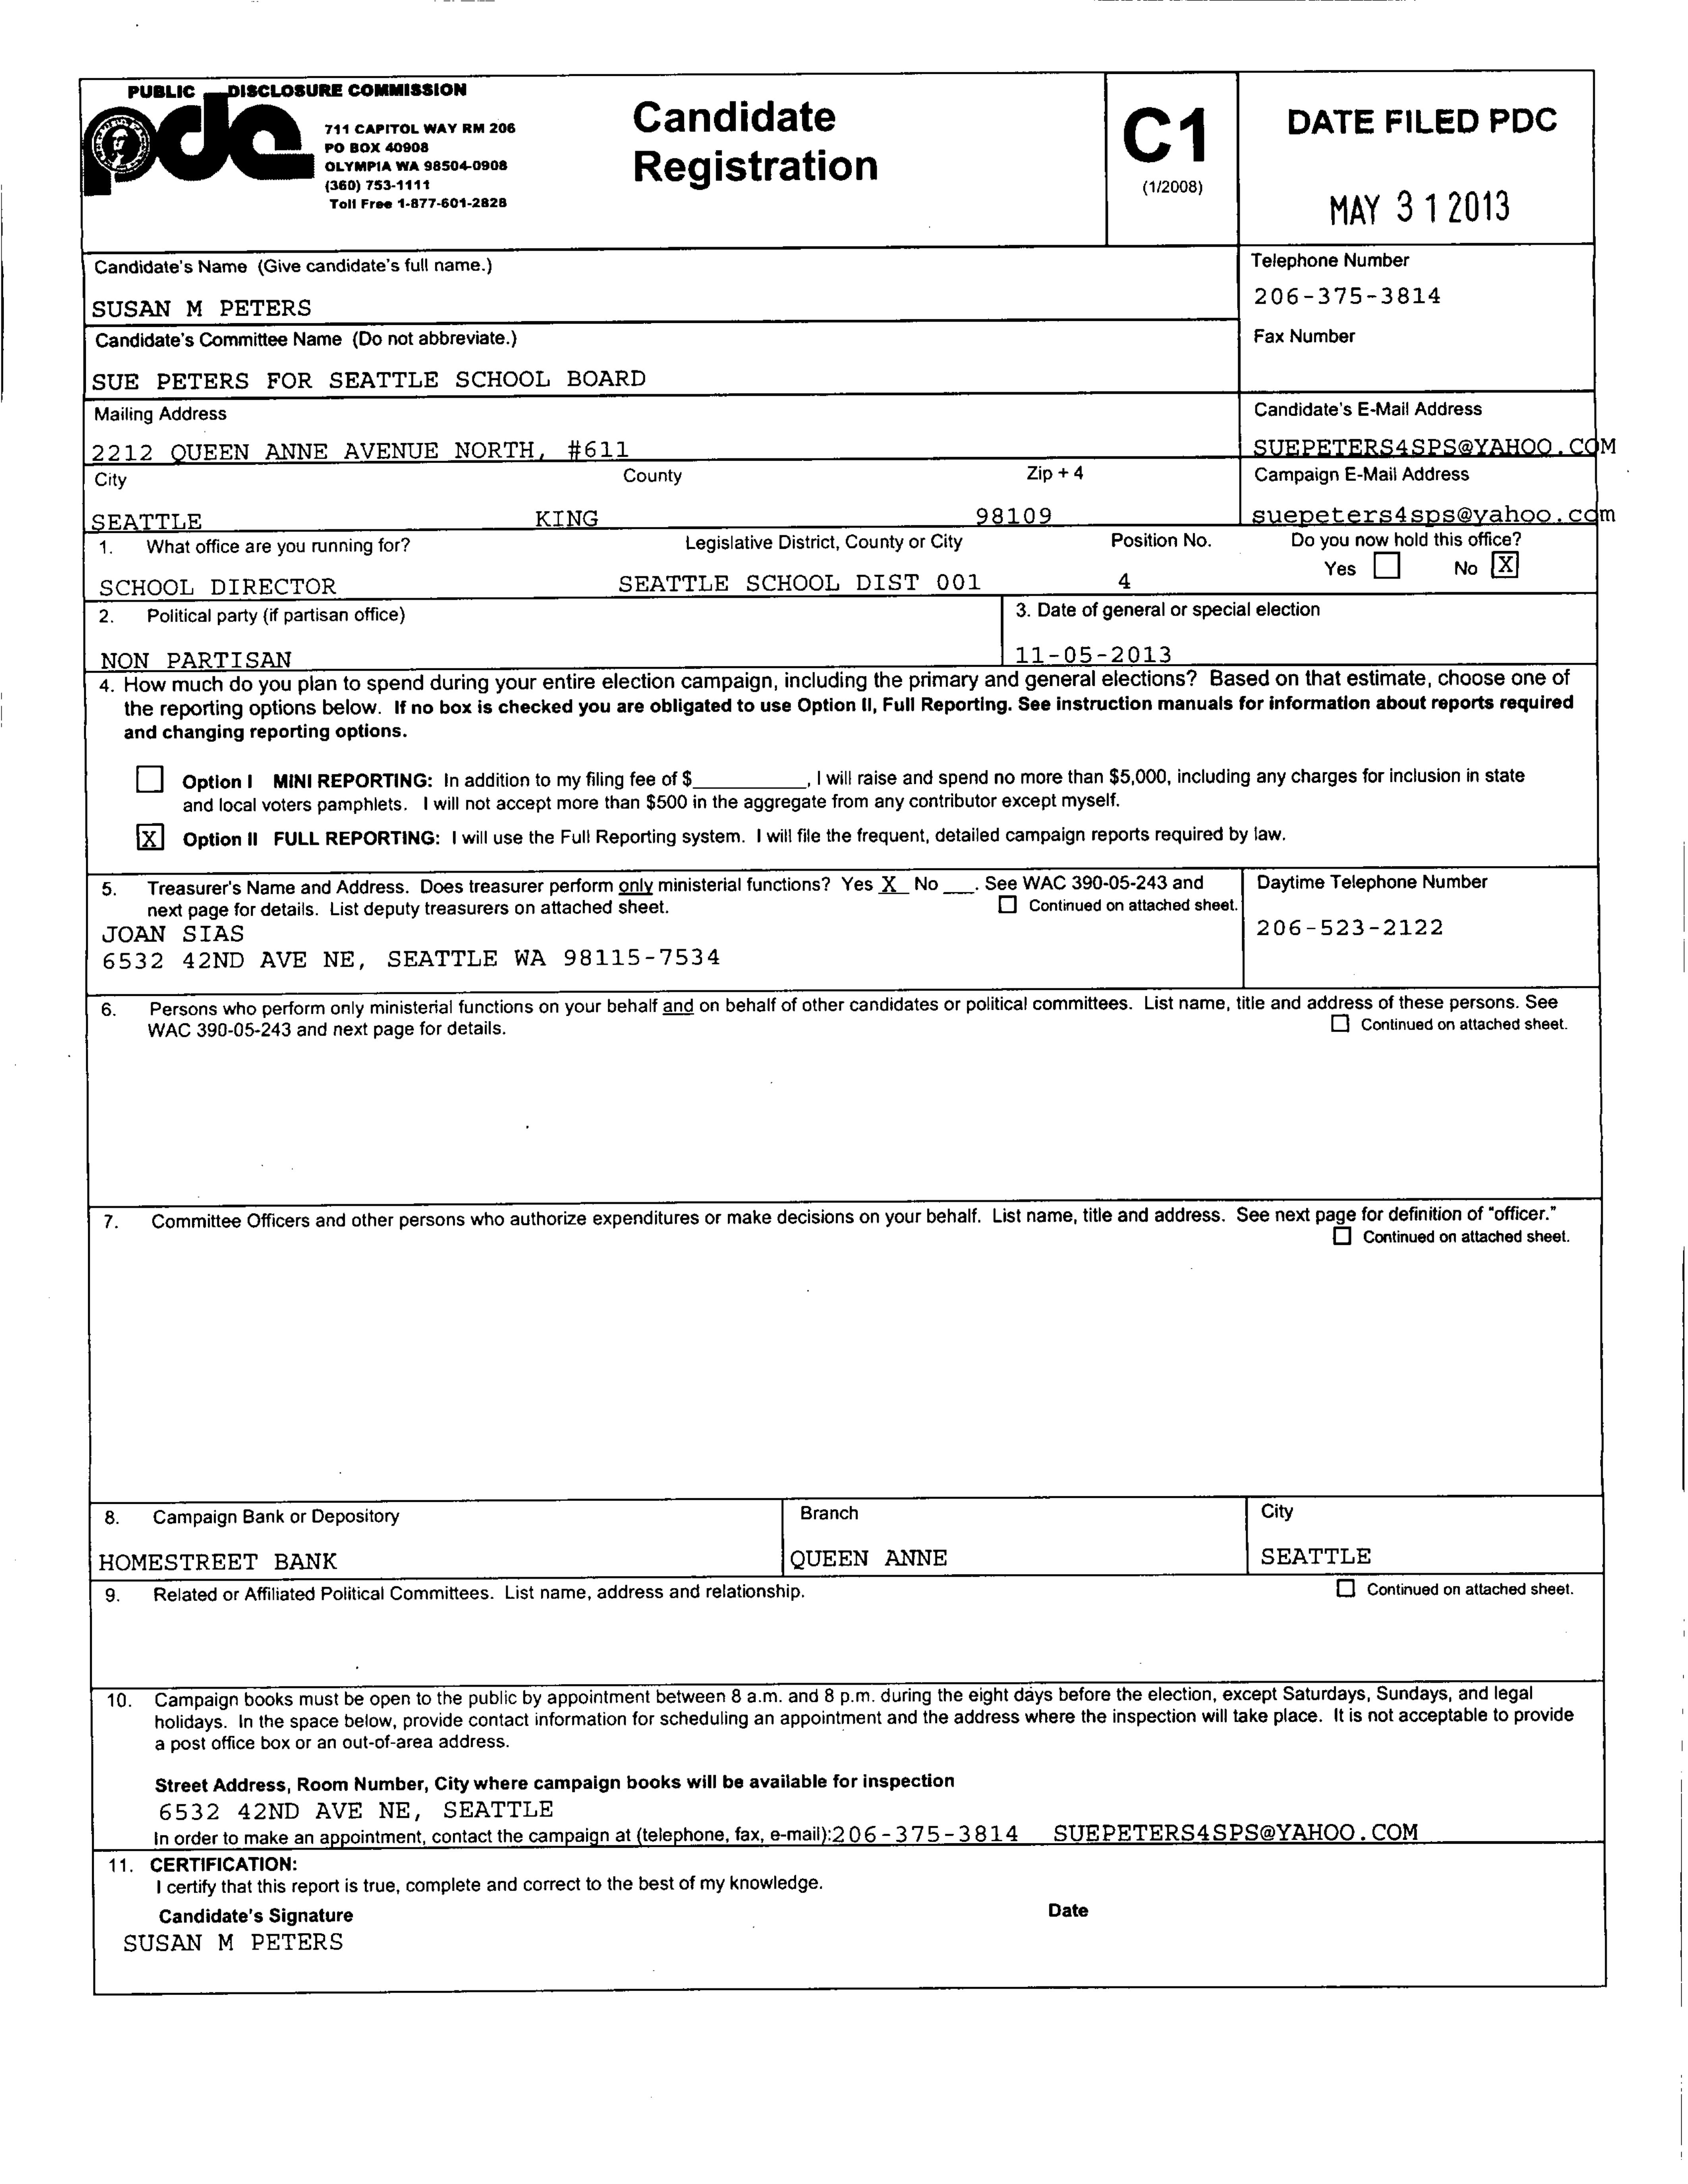 PUBLIC DISCLOSURE COMMISSION
pdc
711 CAPITOL WAY RM 206
PO BOX 40908
OLYMPIA WA 98504-0908
(360) 753-1111
Toll Free 1-877-601-2828
Candidate
Registration
C1
(1/2008)
DATE FILED PDC
MAY 31 2013
Candidate's Name (Give candidate's full name.)
SUSAN M PETERS
Telephone Number
206-375-3814
Candidate's Committee Name (Do not abbreviate.)
SUE PETERS FOR SEATTLE SCHOOL BOARD
Fax Number
Mailing Address
2212 QUEEN ANNE AVENUE NORTH, #611
Candidate's E-Mail Address
SUEPETERS4SPS@YAHOO.COM
City County Zip + 4
SEATTLE KING 98109
Campaign E-Mail Address
suepeters4sps@yahoo.com
1. What office are you running for? Legislative District, County or City Position No. Do you now hold this office?
SCHOOL DIRECTOR SEATTLE SCHOOL DIST 001 4 Yes No X
2. Political party (if partisan office)
NON PARTISAN
3. Date of general or special election
11-05-2013
4. How much do you plan to spend during your entire election campaign, including the primary and general elections? Based on that estimate, choose one of
the reporting options below. If no box is checked you are obligated to use Option II, Full Reporting. See instruction manuals for information about reports required
and changing reporting options.
Option I MINI REPORTING: In addition to my filing fee of $__________, I will raise and spend no more than $5,000, including any charges for inclusion in state
and local voters pamphlets. I will not accept more than $500 in the aggregate from any contributor except myself.
X Option II FULL REPORTING: I will use the Full Reporting system. I will file the frequent, detailed campaign reports required by law.
5. Treasurer's Name and Address. Does treasurer perform only ministerial functions? Yes X No ___. See WAC 390-05-243 and
next page for details. List deputy treasurers on attached sheet. Continued on attached sheet.
JOAN SIAS
6532 42ND AVE NE, SEATTLE WA 98115-7534
Daytime Telephone Number
206-523-2122
6. Persons who perform only ministerial functions on your behalf and on behalf of other candidates or political committees. List name, title and address of these persons. See
WAC 390-05-243 and next page for details. Continued on attached sheet.
7. Committee Officers and other persons who authorize expenditures or make decisions on your behalf. List name, title and address. See next page for definition of "officer."
Continued on attached sheet.
8. Campaign Bank or Depository
HOMESTREET BANK
Branch
QUEEN ANNE
City
SEATTLE
9. Related or Affiliated Political Committees. List name, address and relationship. Continued on attached sheet.
10. Campaign books must be open to the public by appointment between 8 a.m. and 8 p.m. during the eight days before the election, except Saturdays, Sundays, and legal
holidays. In the space below, provide contact information for scheduling an appointment and the address where the inspection will take place. It is not acceptable to provide
a post office box or an out-of-area address.
Street Address, Room Number, City where campaign books will be available for inspection
6532 42ND AVE NE, SEATTLE
In order to make an appointment, contact the campaign at (telephone, fax, e-mail):206-375-3814 SUEPETERS4SPS@YAHOO.COM
11. CERTIFICATION:
I certify that this report is true, complete and correct to the best of my knowledge.
Candidate's Signature Date
SUSAN M PETERS